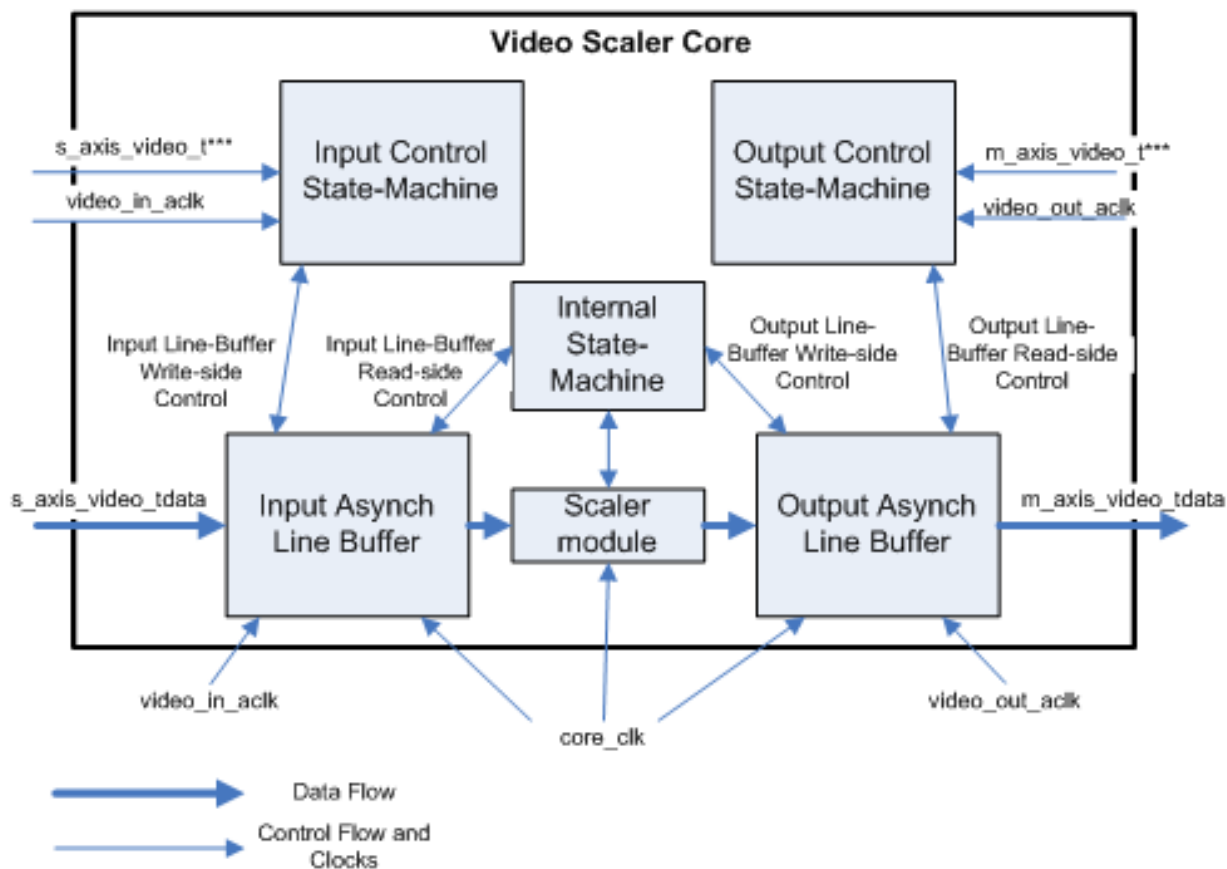 Video Scaler Core
s_axis_video_t***
video_in_aclk
Input Control
State-Machine
Output Control
State-Machine
m_axis_video_t***
video_out_aclk
Input Line-Buffer
Write-side
Control
Input Line-Buffer
Read-side
Control
Internal
State-
Machine
Output Line-
Buffer Write-side
Control
Output Line-
Buffer Read-side
Control
s_axis_video_tdata
Input Asynch
Line Buffer
Scaler
module
Output Asynch
Line Buffer
m_axis_video_tdata
video_in_aclk
core_clk
video_out_aclk
Data Flow
Control Flow and
Clocks